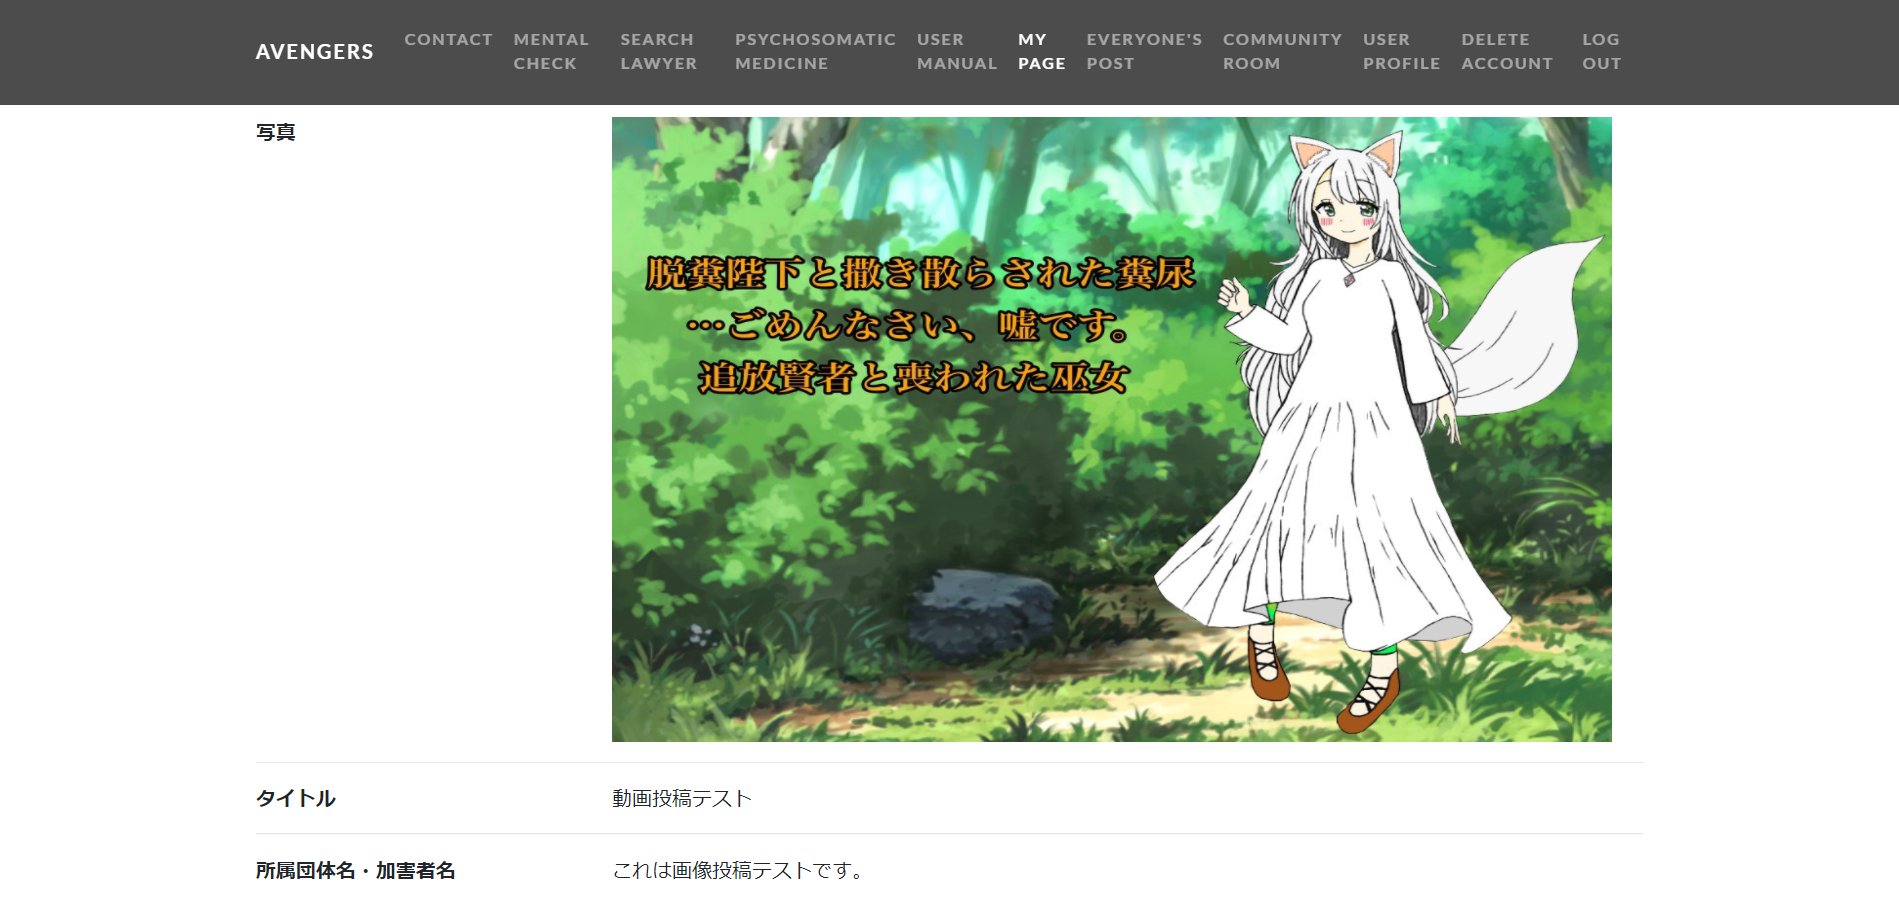 AVENGERS
CONTACT
MENTAL CHECK
SEARCH LAWYER
PSYCHOSOMATIC MEDICINE
USER MANUAL
MY PAGE
EVERYONE'S POST
COMMUNITY ROOM
USER PROFILE
DELETE ACCOUNT
LOG OUT
写真
脱糞陛下と撒き散らされた糞尿
…ごめんなさい、嘘です。
追放賢者と喪われた巫女
タイトル
動画投稿テスト
所属団体名・加害者名
これは画像投稿テストです。